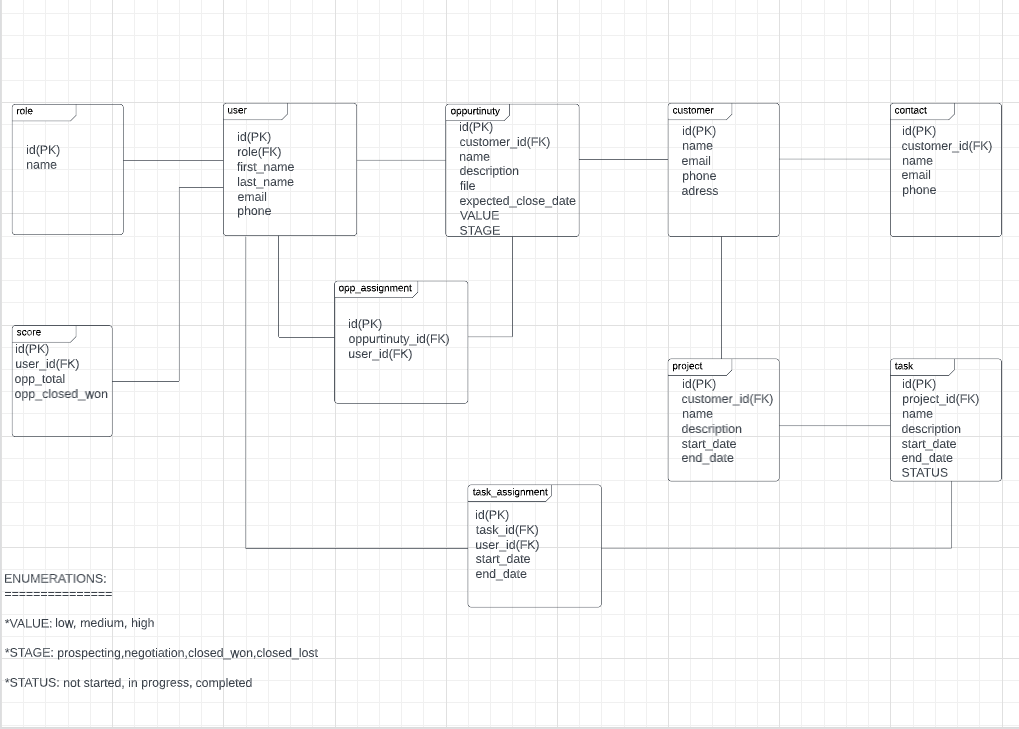 role
id(PK)
name
user
id(PK)
role(FK)
first_name
last_name
email
phone
oppurtinuty
id(PK)
customer_id(FK)
name
description
file
expected_close_date
VALUE
STAGE
customer
id(PK)
name
email
phone
adress
contact
id(PK)
customer_id(FK)
name
email
phone
opp_assignment
id(PK)
oppurtinuty_id(FK)
user_id(FK)
score
id(PK)
user_id(FK)
opp_total
opp_closed_won
project
id(PK)
customer_id(FK)
name
description
start_date
end_date
task
id(PK)
project_id(FK)
name
description
start_date
end_date
STATUS
task_assignment
id(PK)
task_id(FK)
user_id(FK)
start_date
end_date
ENUMERATIONS:
===============
*VALUE: low, medium, high
*STAGE: prospecting,negotiation,closed_won,closed_lost
*STATUS: not started, in progress, completed